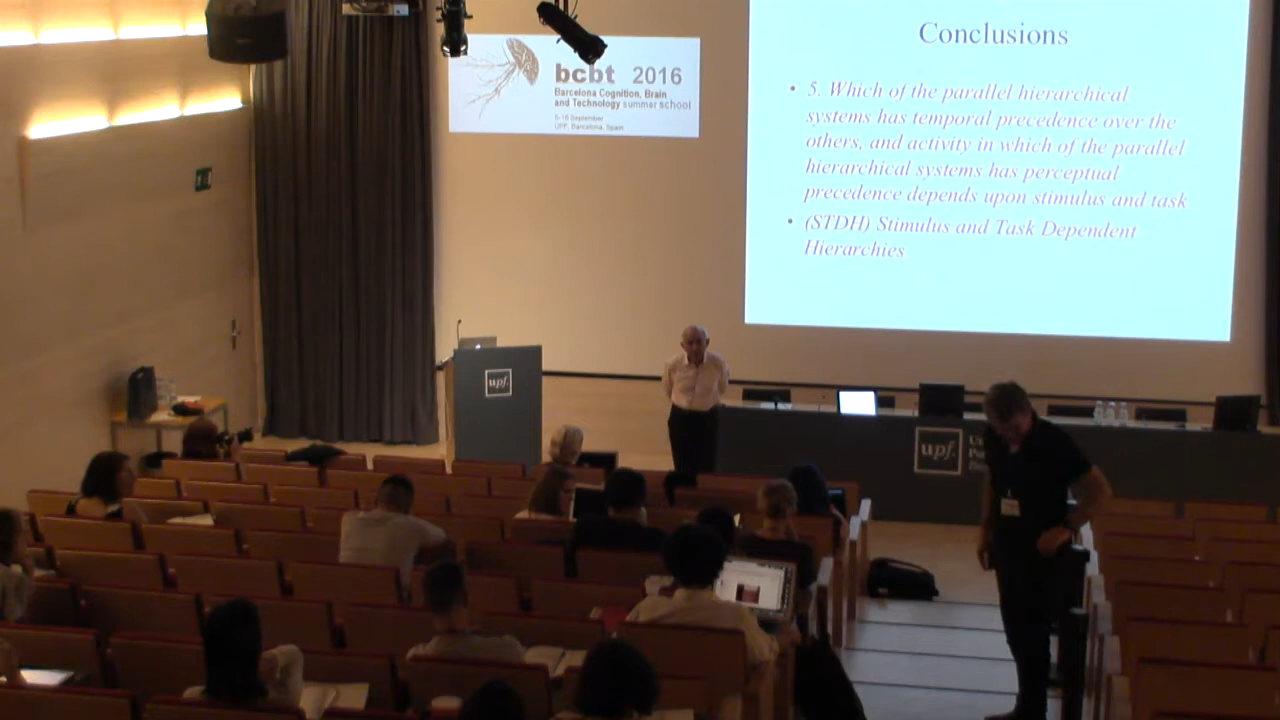 bcbt 2016
Barcelona Cognition, Brain
and Technology summer school
5-16 September
UPF, Barcelona, Spain
Conclusions
• 5. Which of the parallel hierarchical
systems has temporal precedence over the
others, and activity in which of the parallel
hierarchical systems has perceptual
precedence depends upon stimulus and task
• (STDH) Stimulus and Task Dependent
Hierarchies
upf.
upf.